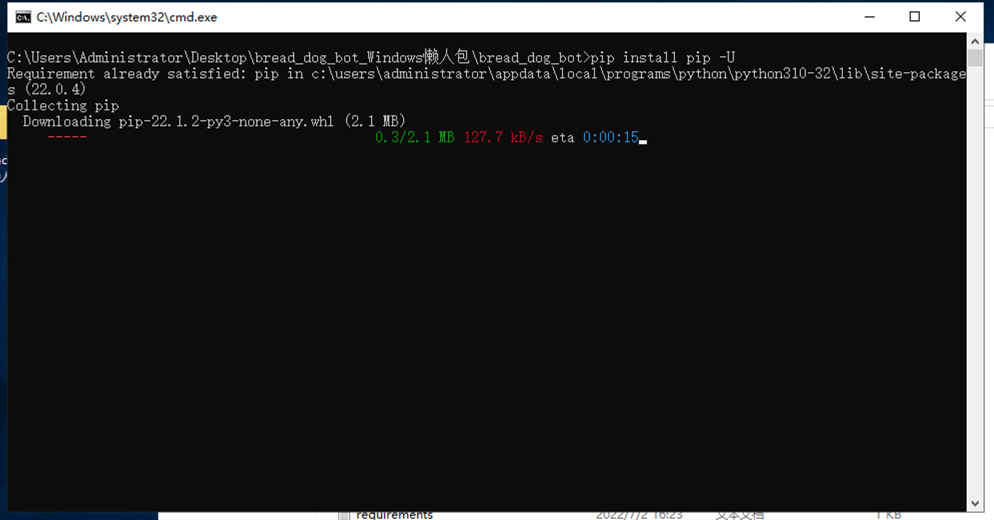 C:\Windows\system32\cmd.exe
C:\Users\Administrator\Desktop\bread_dog_bot_Windows懒人包\bread_dog_bot>pip install pip -U
Requirement already satisfied: pip in c:\users\administrator\appdata\local\programs\python\python310-32\lib\site-package
s (22.0.4)
Collecting pip
Downloading pip-22.1.2-py3-none-any.whl (2.1 MB)
----- 0.3/2.1 MB 127.7 kB/s eta 0:00:15
requirements 2022/7/2 16:23 文本文档 1 KB